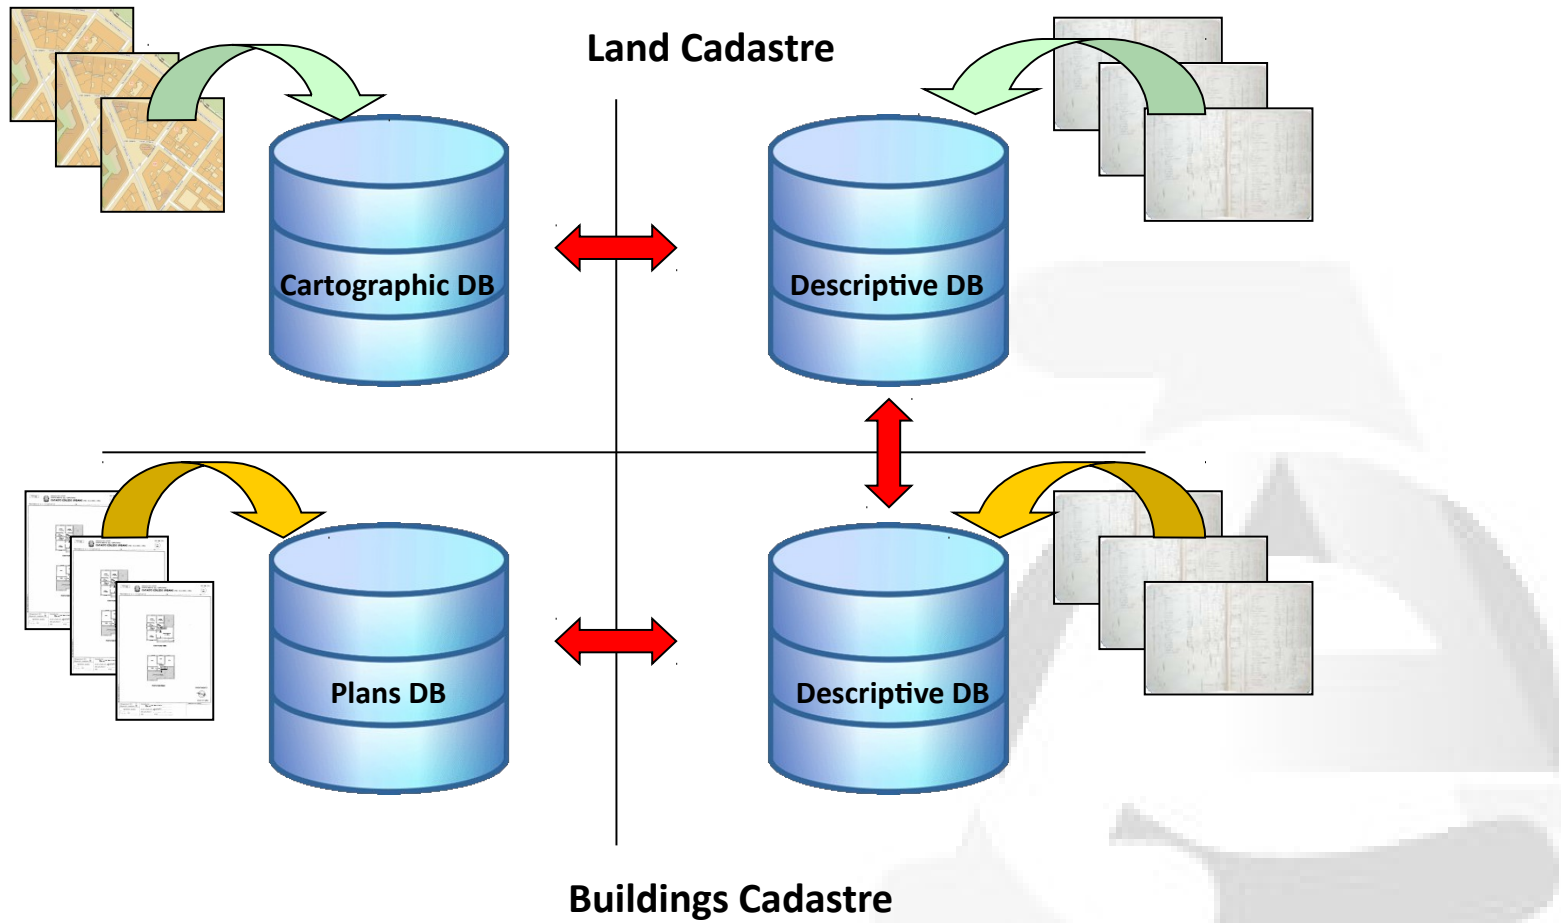 Land Cadastre
Cartographic DB
Descriptive DB
Plans DB
Descriptive DB
Buildings Cadastre